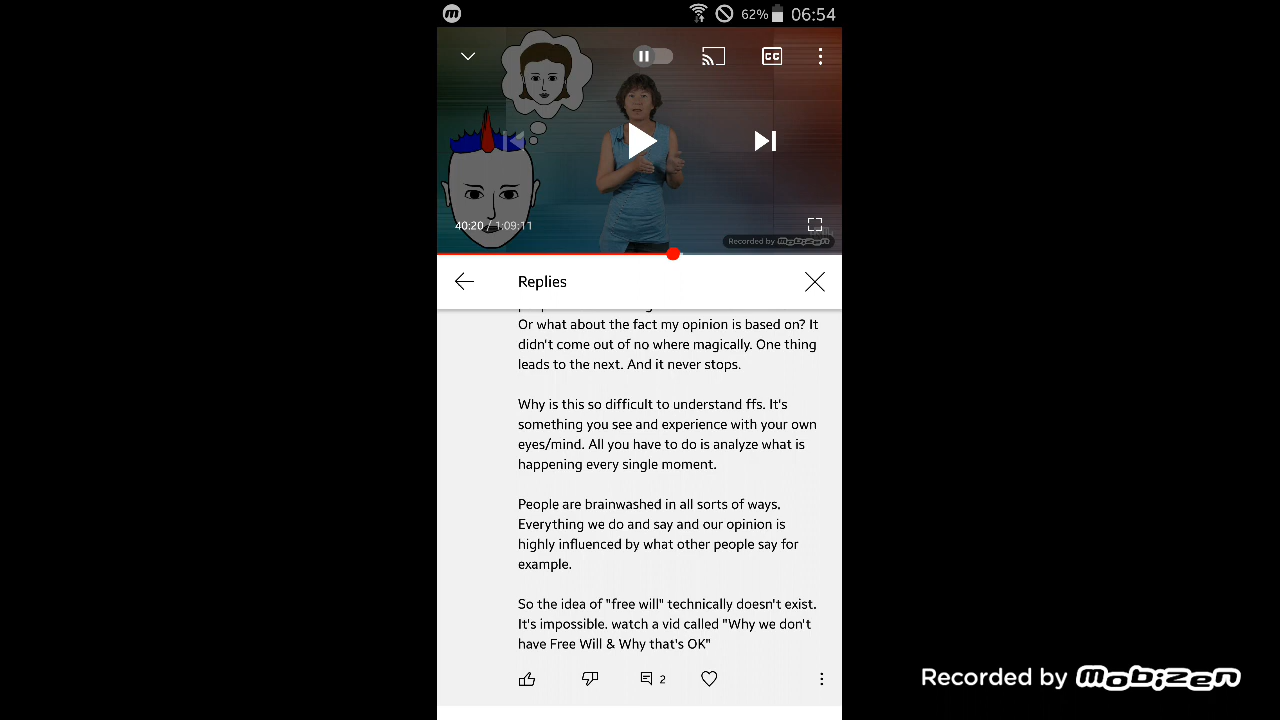 62% 06:54
CC
40:20 / 1:09:11
Recorded by mobizen
Replies
Or what about the fact my opinion is based on? It
didn't come out of no where magically. One thing
leads to the next. And it never stops.
Why is this so difficult to understand ffs. It's
something you see and experience with your own
eyes/mind. All you have to do is analyze what is
happening every single moment.
People are brainwashed in all sorts of ways.
Everything we do and say and our opinion is
highly influenced by what other people say for
example.
So the idea of "free will" technically doesn't exist.
It's impossible. watch a vid called "Why we don't
have Free Will & Why that's OK"
2
Recorded by mobizen